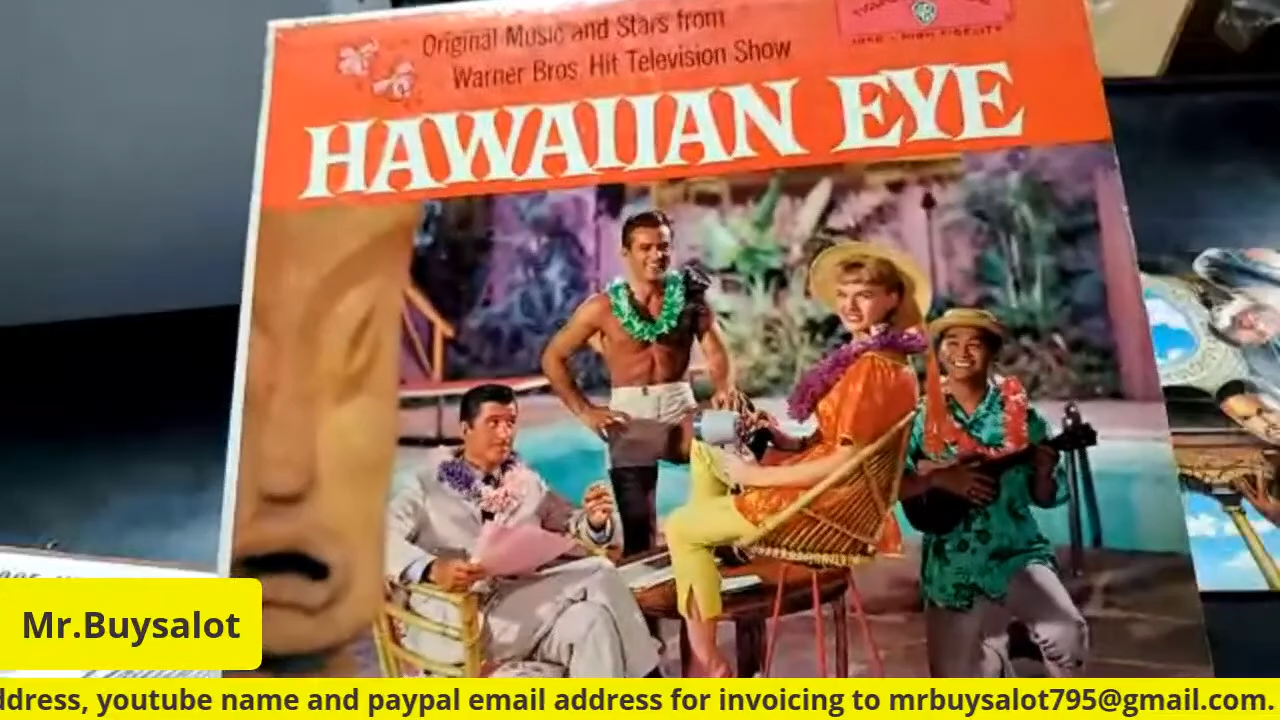 Original Music and Stars from
Warner Bros Hit Television Show
HAWAIIAN EYE
Mr.Buysalot
ddress, youtube name and paypal email address for invoicing to mrbuysalot795@gmail.com.